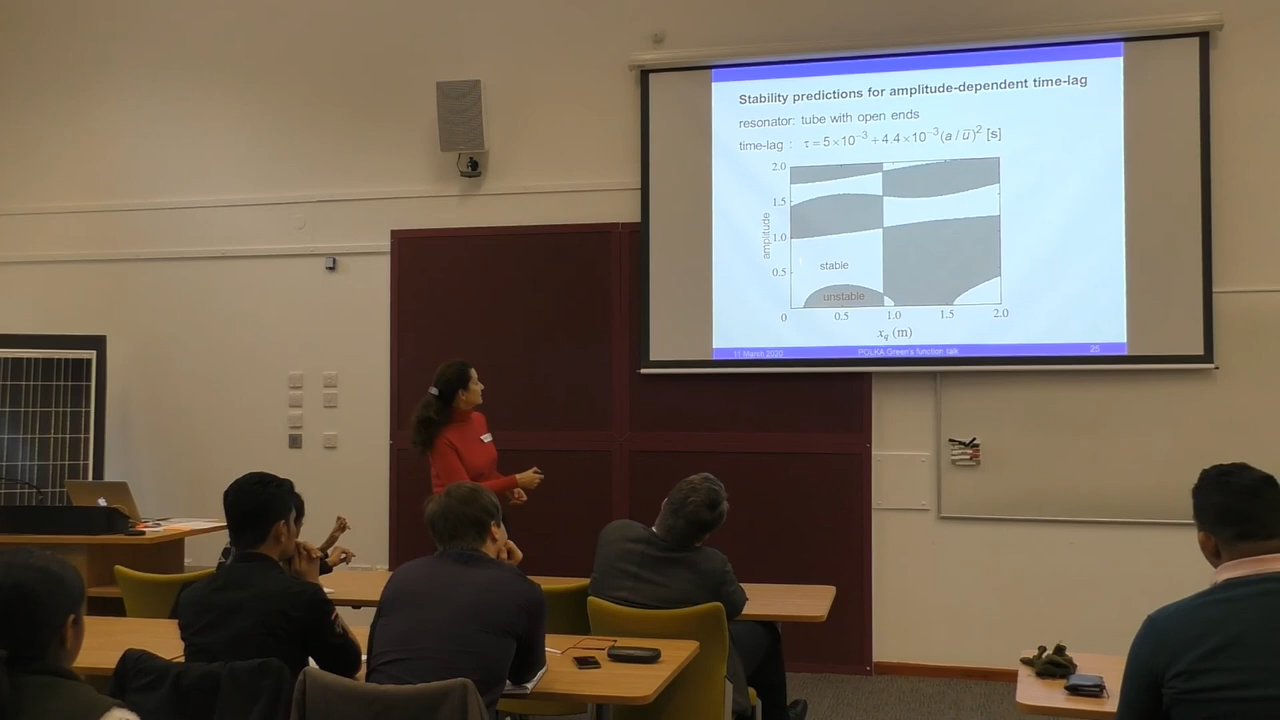 Stability predictions for amplitude-dependent time-lag
resonator: tube with open ends
time-lag : τ = 5×10⁻³ + 4.4×10⁻³ (a / ū)² [s]
2.0
1.5
1.0
0.5
0
amplitude
stable
unstable
0.5
1.0
1.5
2.0
x_q (m)
11 March 2020
POLKA Green's function talk
25